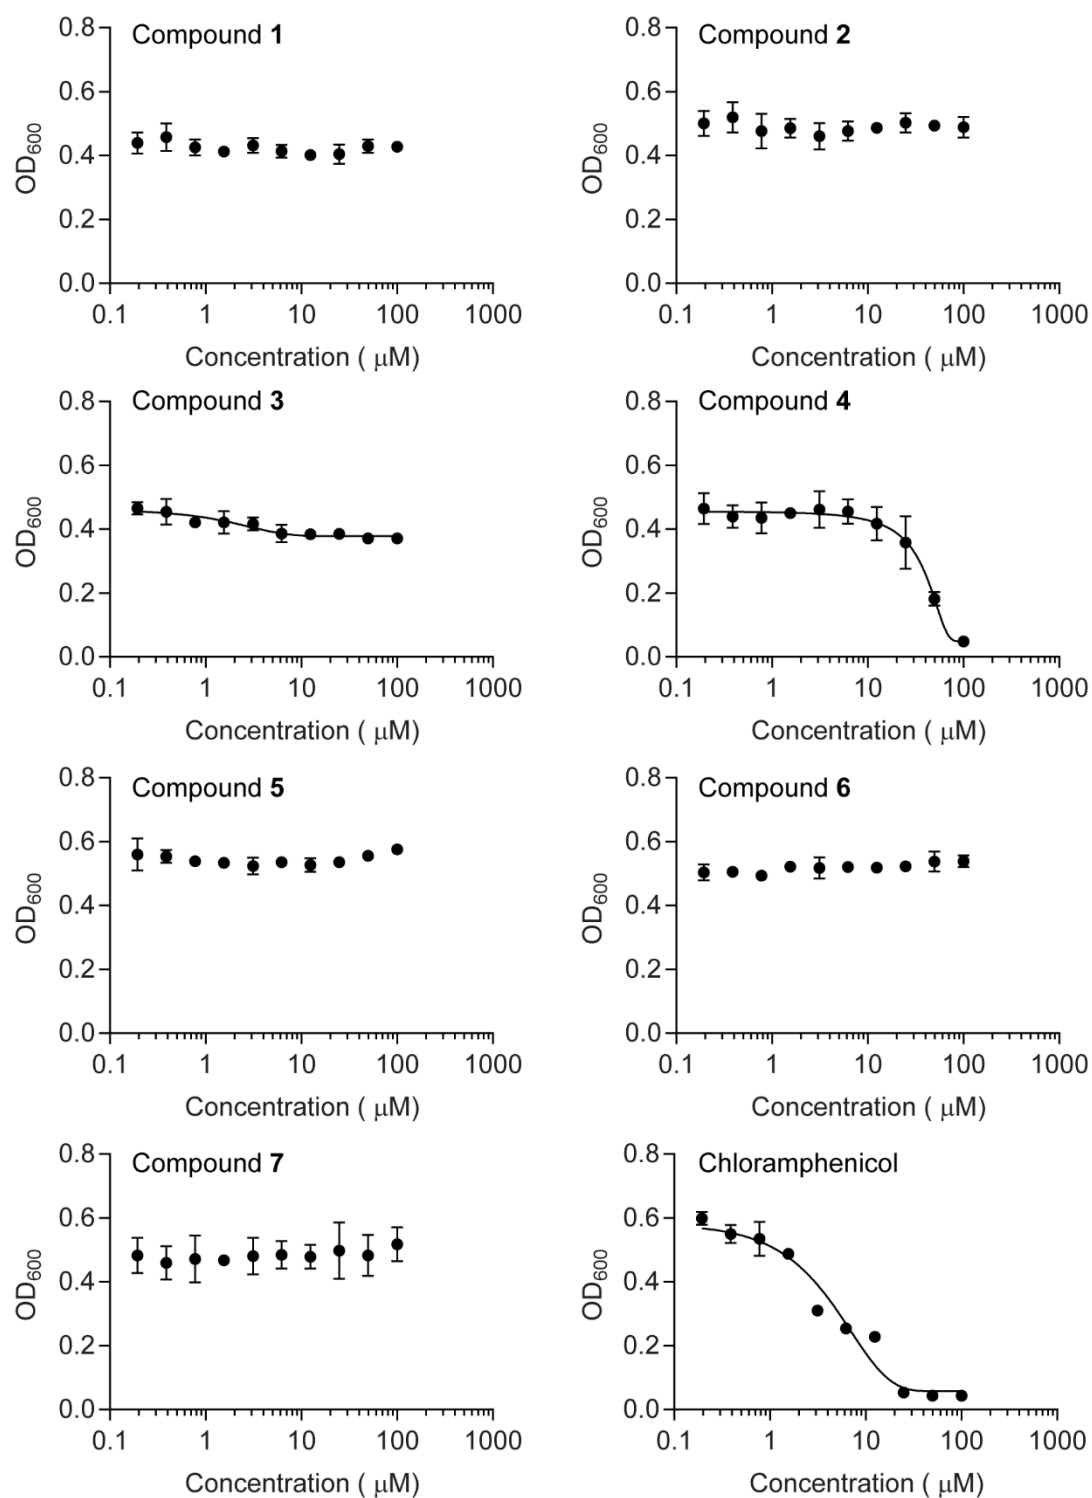 Compound 1
OD600
0.8
0.6
0.4
0.2
0.0
0.1 1 10 100 1000
Concentration ( μM)
Compound 2
OD600
0.8
0.6
0.4
0.2
0.0
0.1 1 10 100 1000
Concentration ( μM)
Compound 3
OD600
0.8
0.6
0.4
0.2
0.0
0.1 1 10 100 1000
Concentration ( μM)
Compound 4
OD600
0.8
0.6
0.4
0.2
0.0
0.1 1 10 100 1000
Concentration ( μM)
Compound 5
OD600
0.8
0.6
0.4
0.2
0.0
0.1 1 10 100 1000
Concentration ( μM)
Compound 6
OD600
0.8
0.6
0.4
0.2
0.0
0.1 1 10 100 1000
Concentration ( μM)
Compound 7
OD600
0.8
0.6
0.4
0.2
0.0
0.1 1 10 100 1000
Concentration ( μM)
Chloramphenicol
OD600
0.8
0.6
0.4
0.2
0.0
0.1 1 10 100 1000
Concentration ( μM)